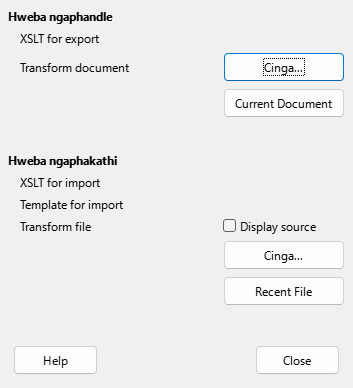 Hweba ngaphandle
XSLT for export
Transform document
Cinga...
Current Document
Hweba ngaphakathi
XSLT for import
Template for import
Transform file
Display source
Cinga...
Recent File
Help
Close